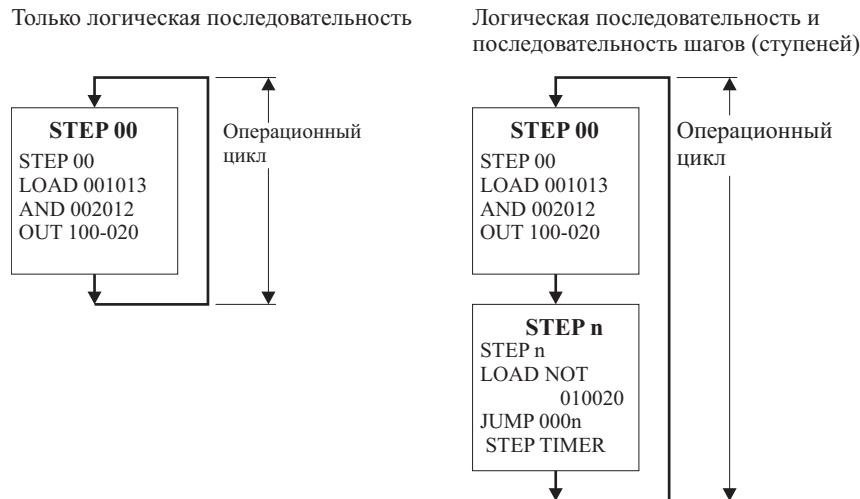 Только логическая последовательность
STEP 00
STEP 00
LOAD 001013
AND 002012
OUT 100-020
Операционный
цикл
Логическая последовательность и
последовательность шагов (ступеней)
STEP 00
STEP 00
LOAD 001013
AND 002012
OUT 100-020
Операционный
цикл
STEP n
STEP n
LOAD NOT
010020
JUMP 000n
STEP TIMER